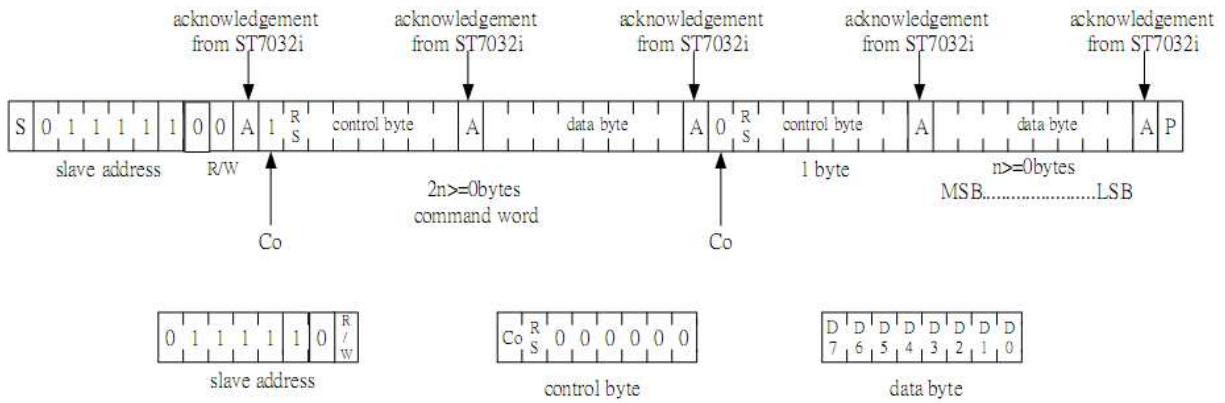 acknowledgement acknowledgement acknowledgement acknowledgement acknowledgement
from ST7032i from ST7032i from ST7032i from ST7032i from ST7032i
S 0 1 1 1 1 1 0 0 A 1 RS control byte A data byte A 0 RS control byte A data byte A P
slave address R/W 1 byte n>=0bytes
2n>=0bytes MSB......................LSB
command word
Co Co
0 1 1 1 1 1 0 R/W Co RS 0 0 0 0 0 0 D7 D6 D5 D4 D3 D2 D1 D0
slave address control byte data byte